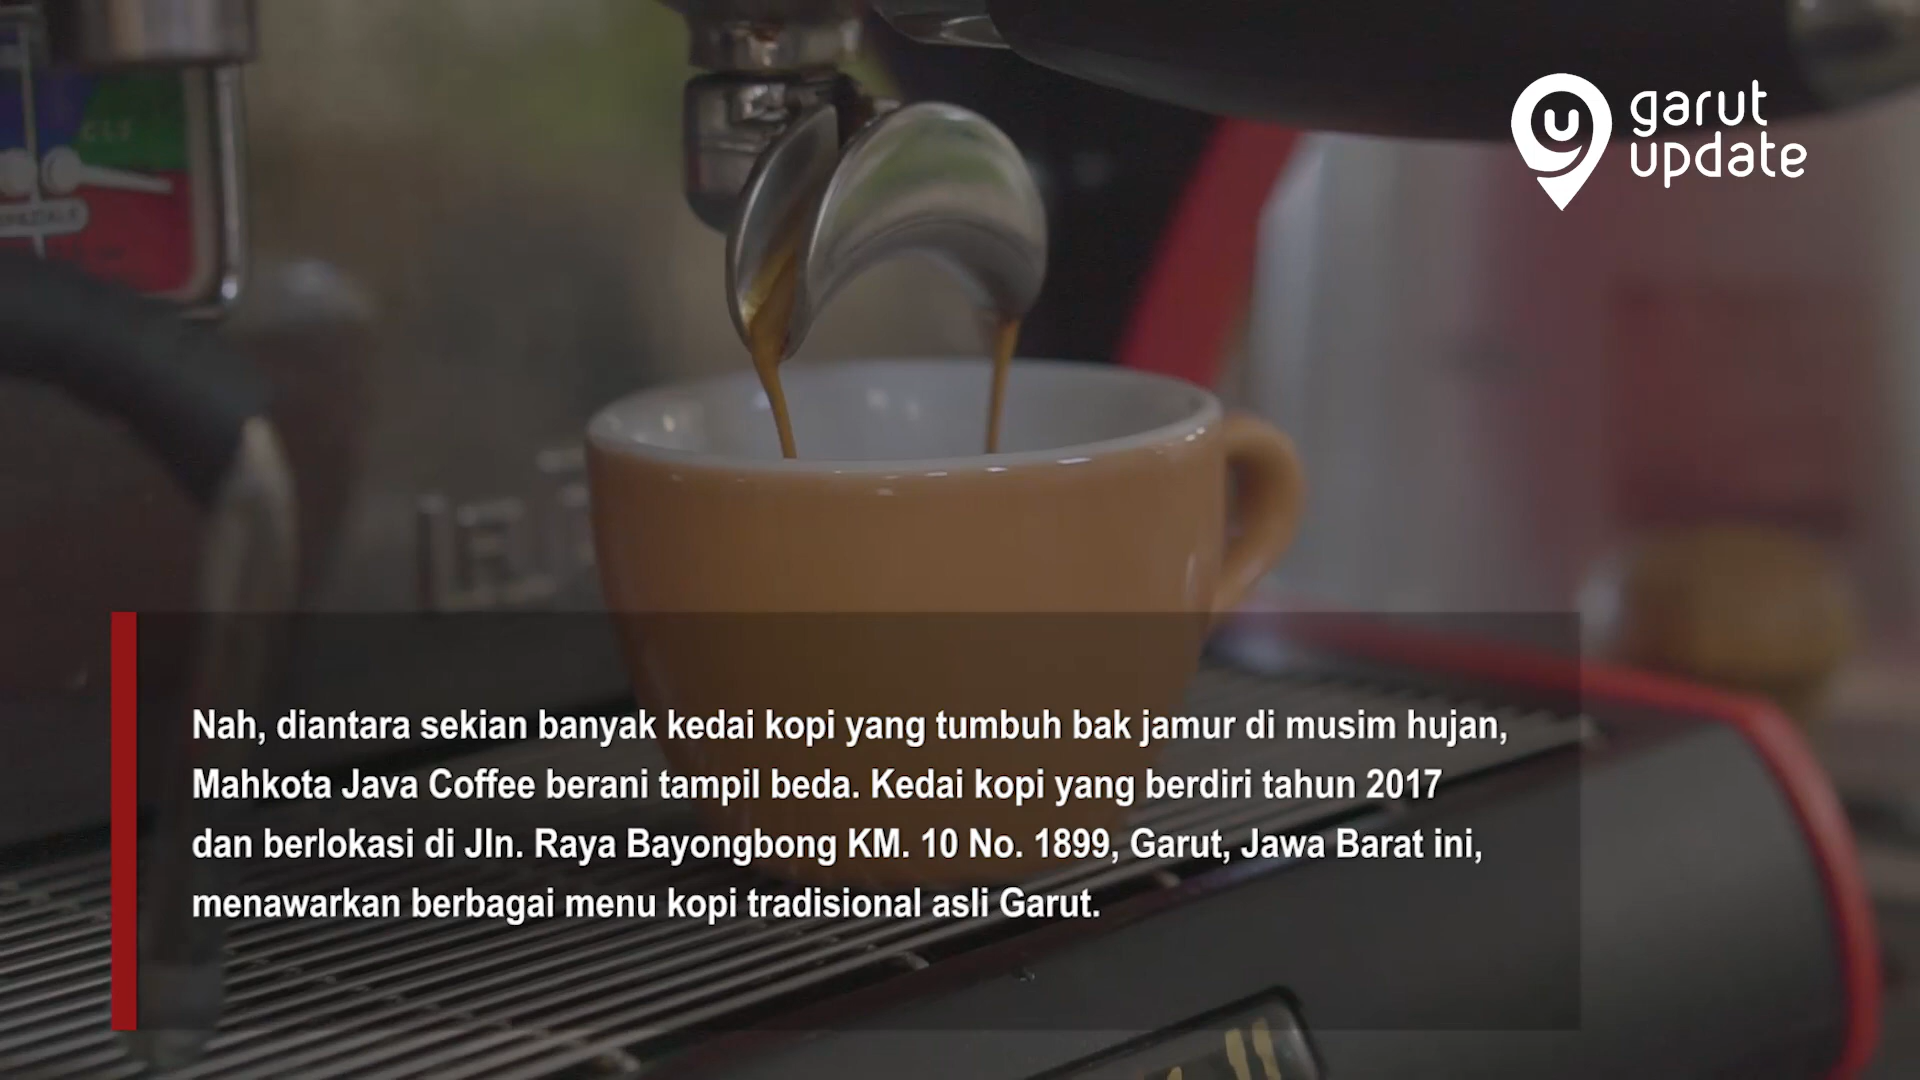 garut
update
Nah, diantara sekian banyak kedai kopi yang tumbuh bak jamur di musim hujan,
Mahkota Java Coffee berani tampil beda. Kedai kopi yang berdiri tahun 2017
dan berlokasi di Jln. Raya Bayongbong KM. 10 No. 1899, Garut, Jawa Barat ini,
menawarkan berbagai menu kopi tradisional asli Garut.